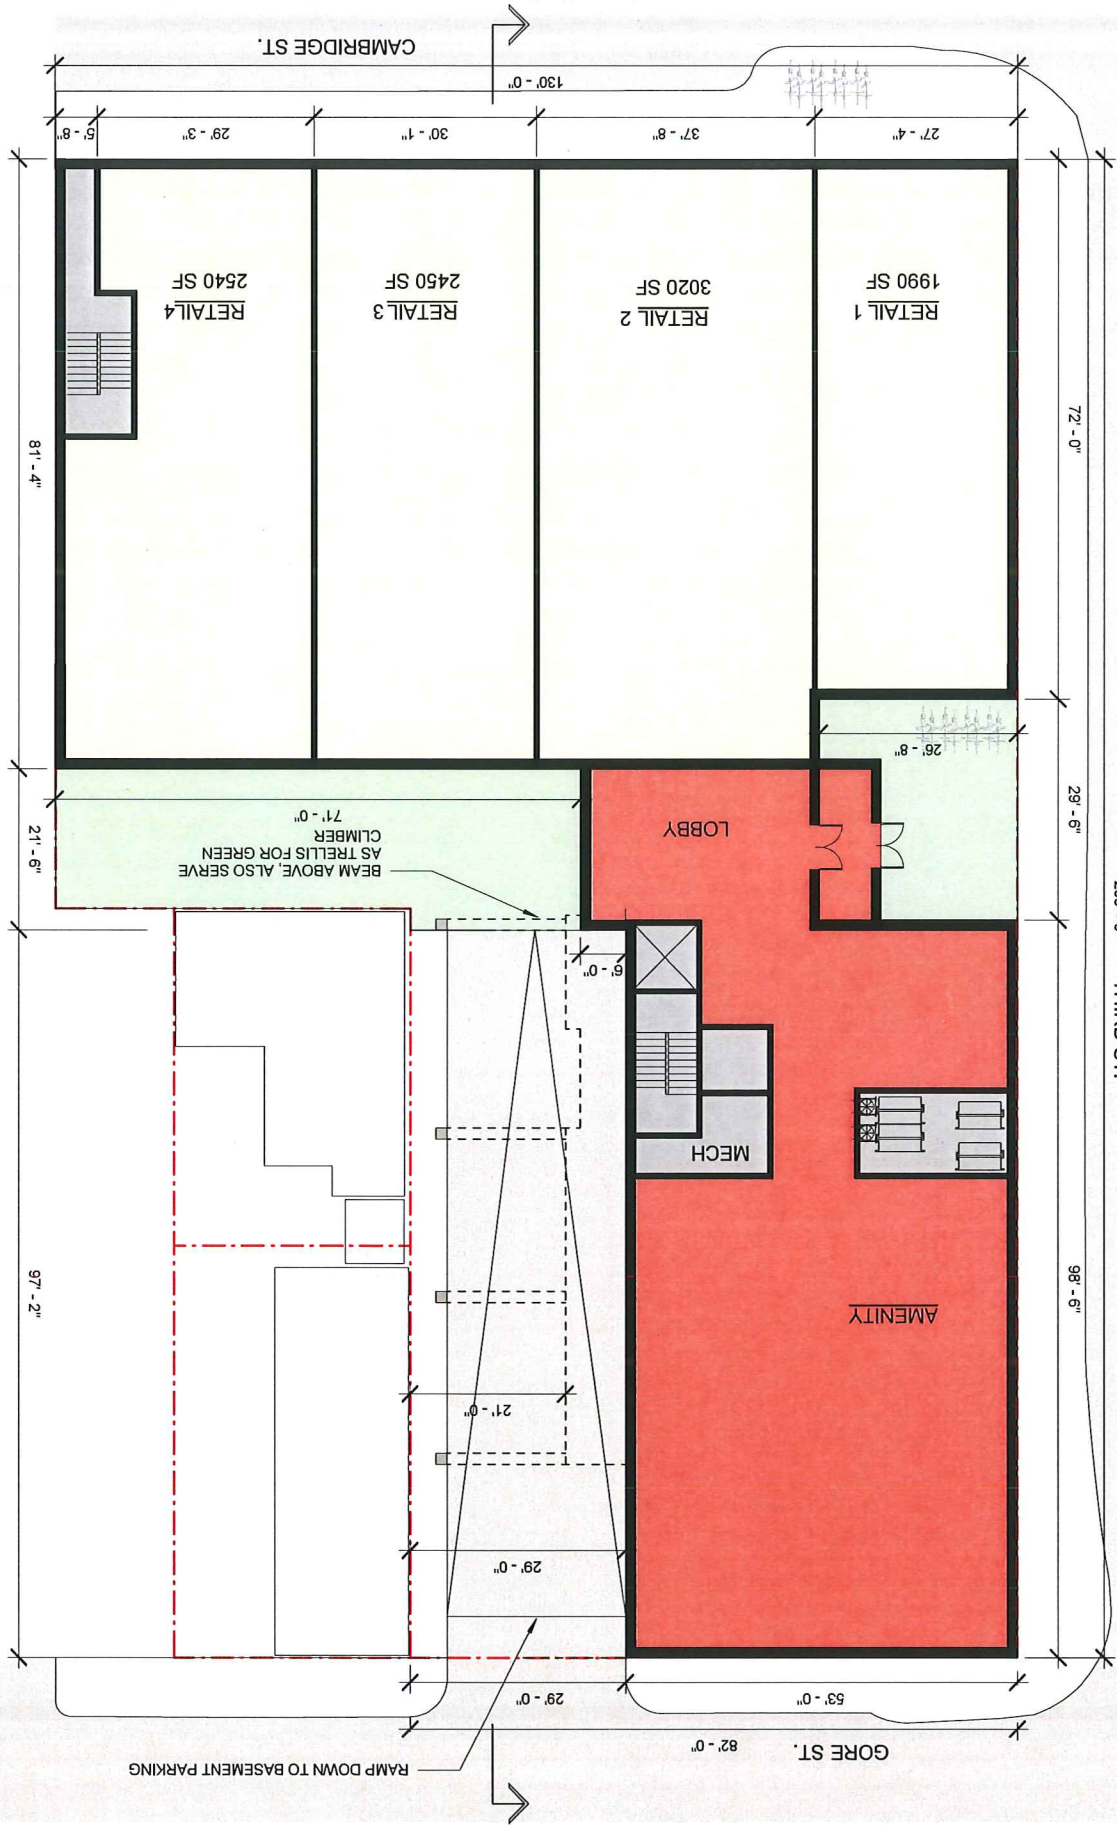 RAMP DOWN TO BASEMENT PARKING
GORE ST.
82' - 0"
53' - 0"
29' - 0"
29' - 0"
21' - 0"
AMENITY
98' - 6"
97' - 2"
MECH
6' - 0"
BEAM ABOVE, ALSO SERVE
AS TRELLIS FOR GREEN
CLIMBER
71' - 0"
LOBBY
29' - 6"
21' - 6"
26' - 8"
72' - 0"
81' - 4"
RETAIL 1
1990 SF
RETAIL 2
3020 SF
RETAIL 3
2450 SF
RETAIL4
2540 SF
27' - 4"
37' - 8"
30' - 1"
29' - 3"
5' - 8"
130' - 0"
CAMBRIDGE ST.